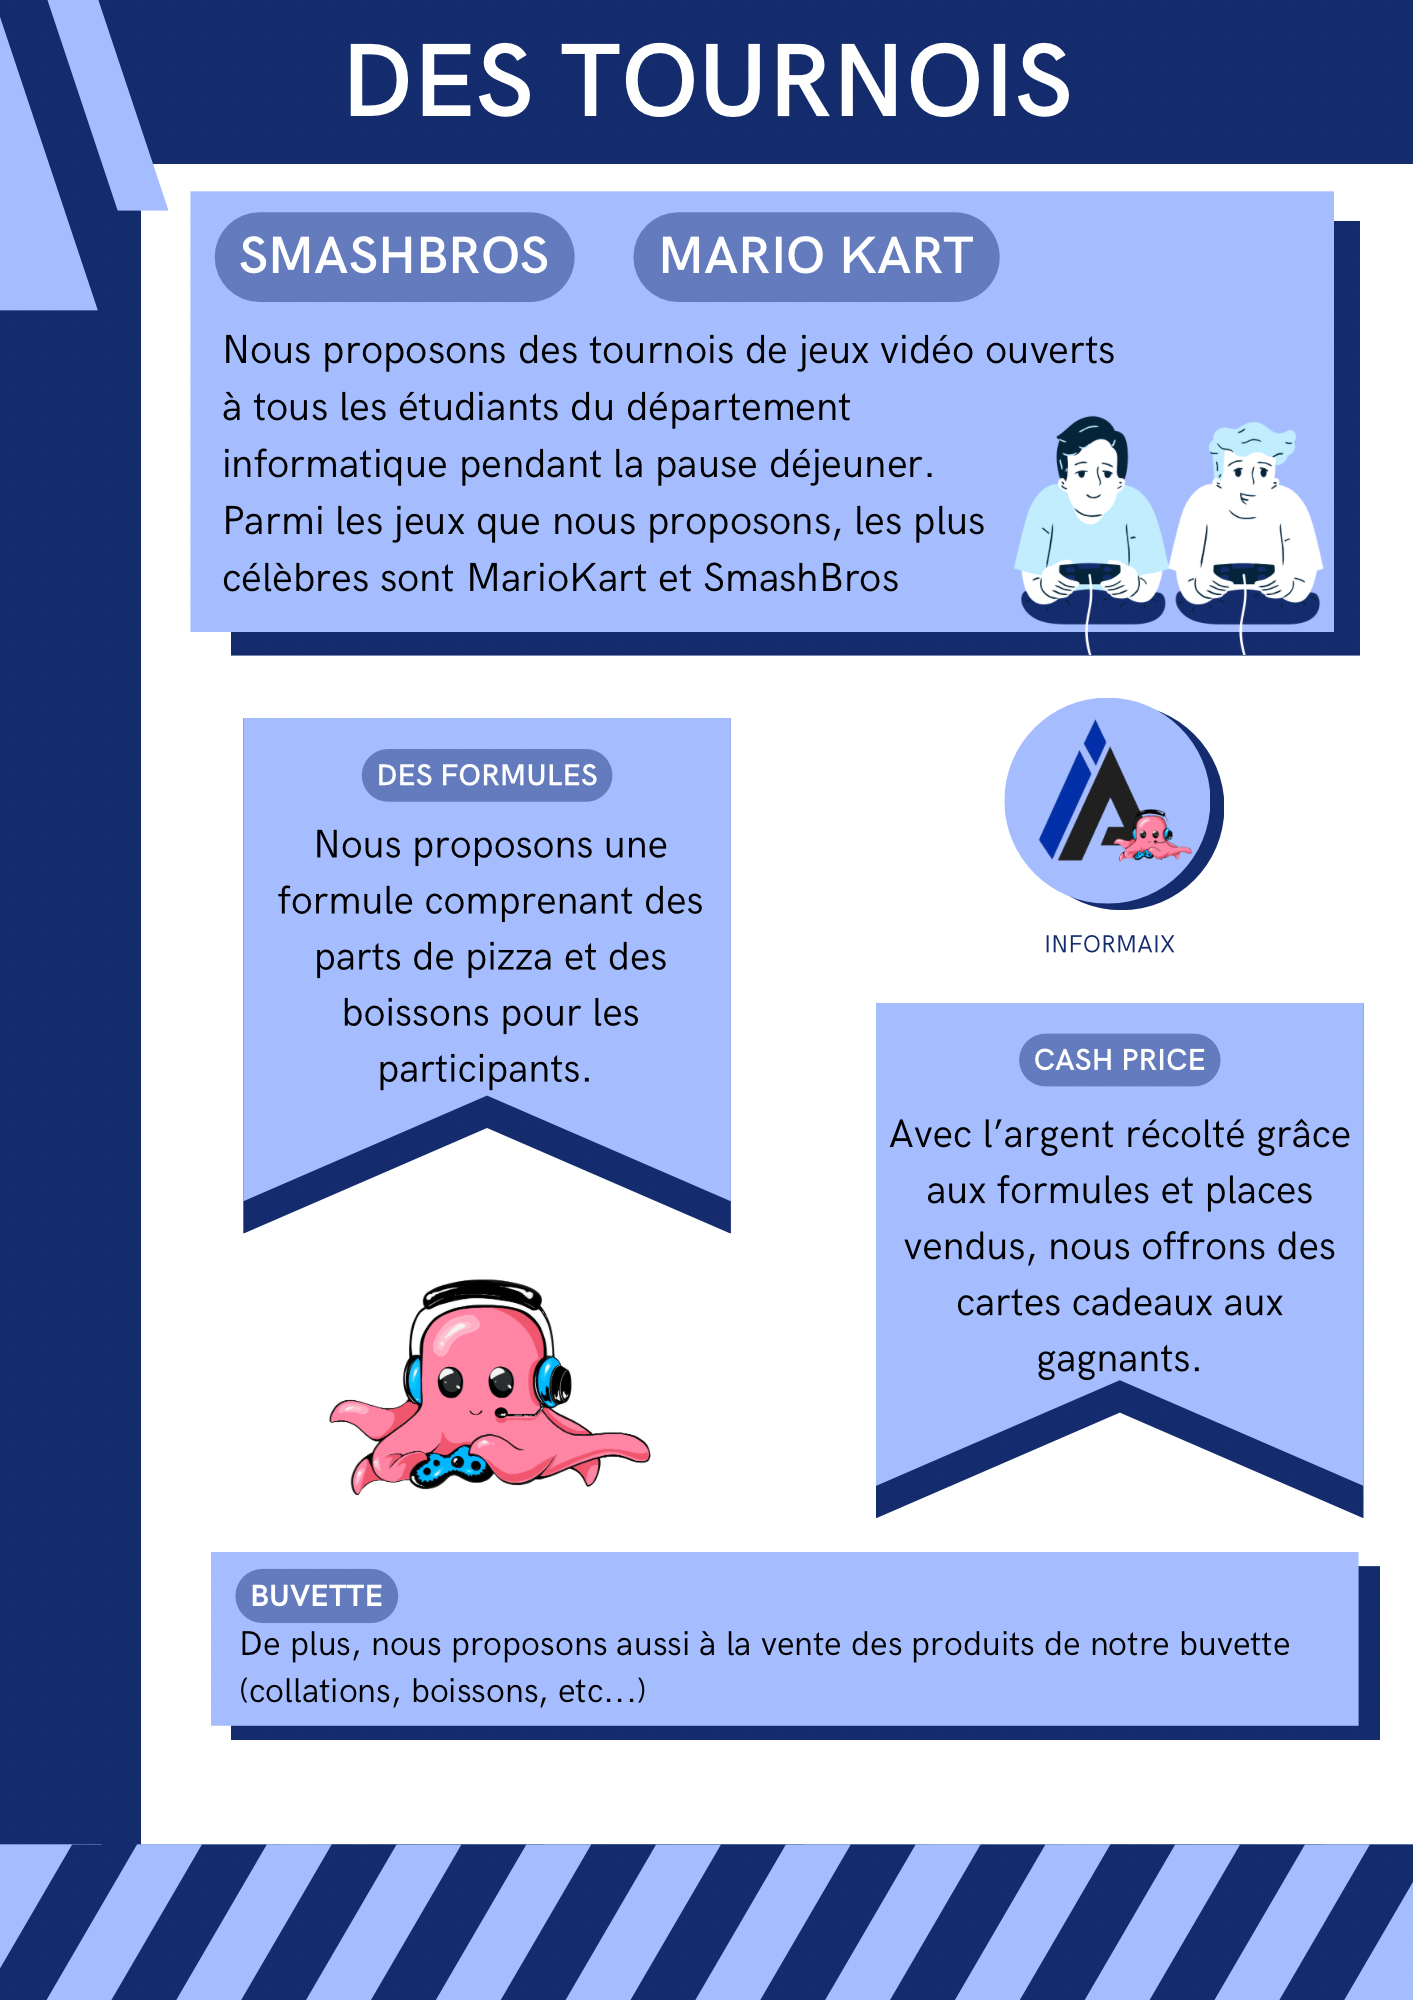 DES TOURNOIS
SMASHBROS
MARIO KART
Nous proposons des tournois de jeux vidéo ouverts
à tous les étudiants du département
informatique pendant la pause déjeuner.
Parmi les jeux que nous proposons, les plus
célèbres sont MarioKart et SmashBros
DES FORMULES
Nous proposons une
formule comprenant des
parts de pizza et des
boissons pour les
participants.
INFORMAIX
CASH PRICE
Avec l’argent récolté grâce
aux formules et places
vendus, nous offrons des
cartes cadeaux aux
gagnants.
BUVETTE
De plus, nous proposons aussi à la vente des produits de notre buvette
(collations, boissons, etc...)